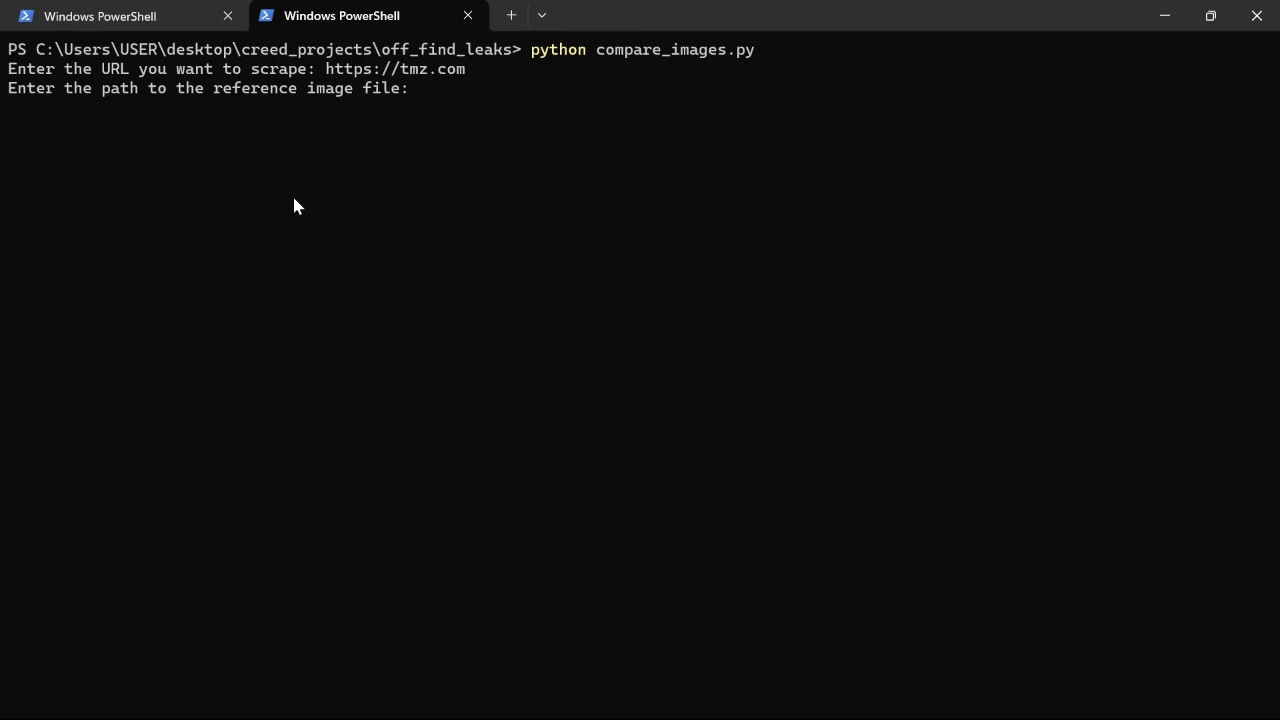 Windows PowerShell
Windows PowerShell
PS C:\Users\USER\desktop\creed_projects\off_find_leaks> python compare_images.py
Enter the URL you want to scrape: https://tmz.com
Enter the path to the reference image file: